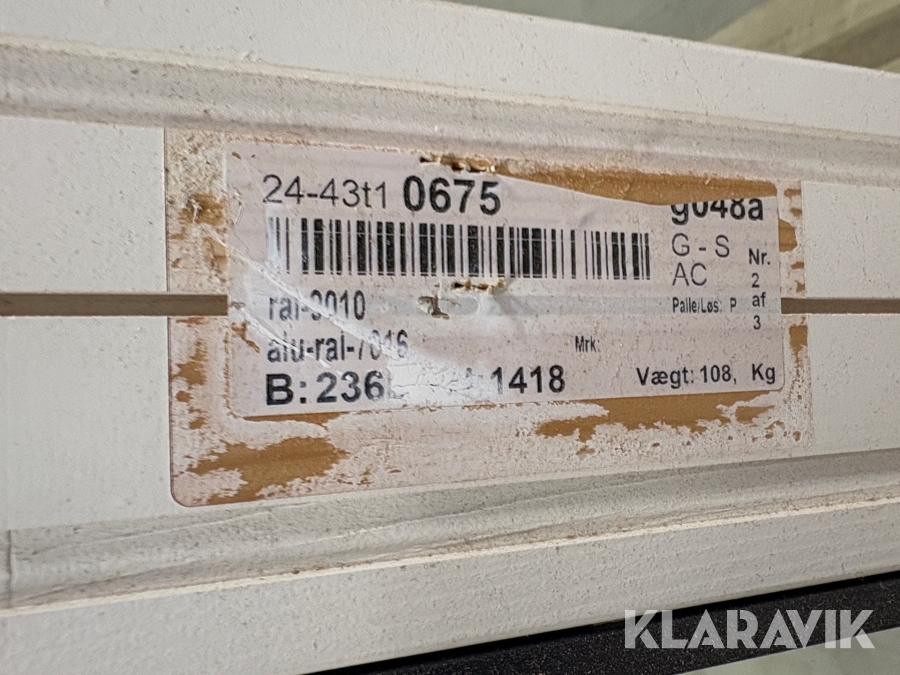 24-43t1 0675
g048a
G - S
AC
Nr.
2
af
3
Palle/Løs: P
Mrk:
B: 236
1418
Vægt: 108, Kg
KLARAVIK